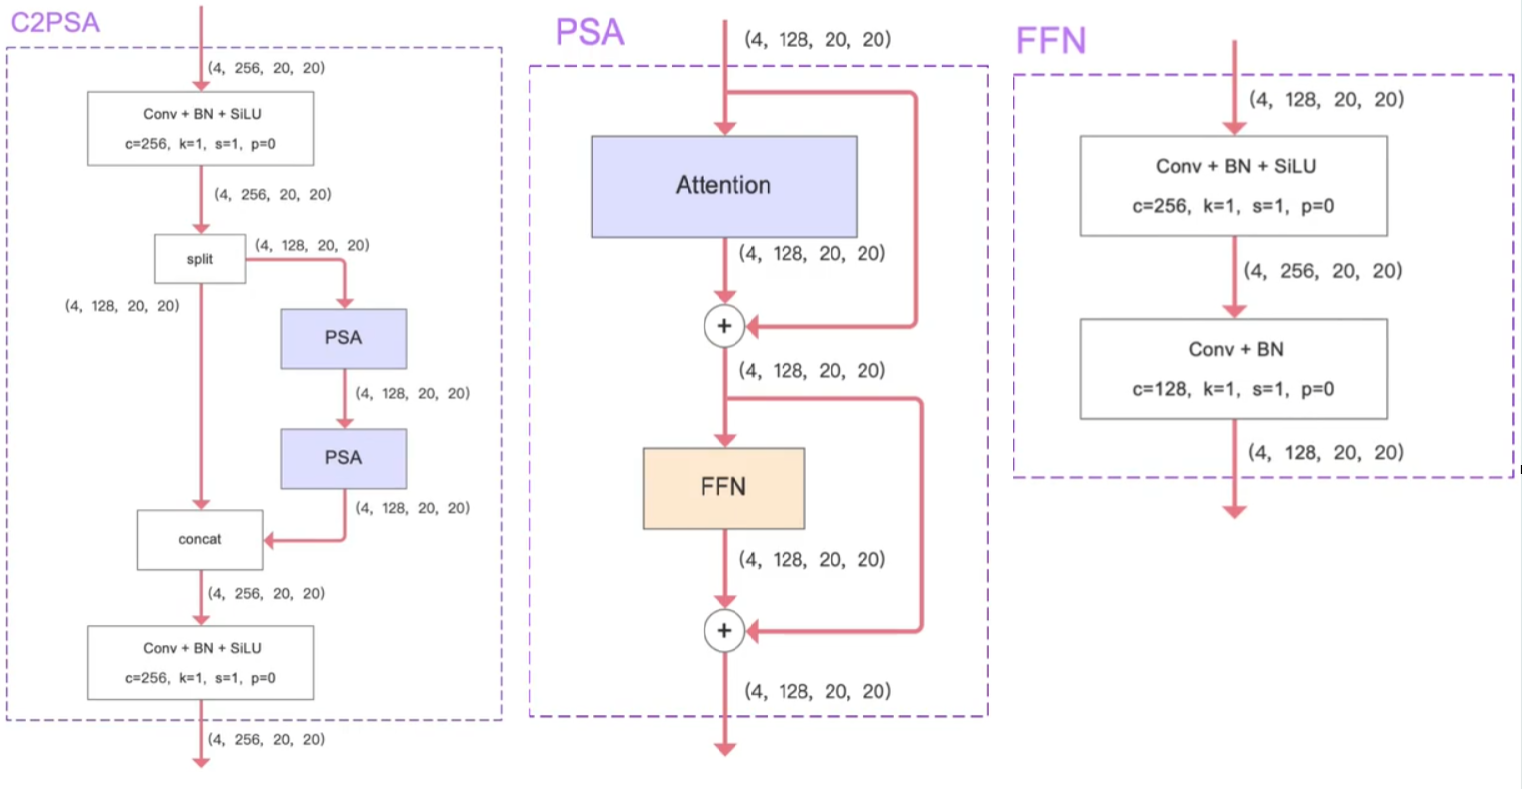 C2PSA
(4, 256, 20, 20)
Conv + BN + SiLU
c=256, k=1, s=1, p=0
(4, 256, 20, 20)
split
(4, 128, 20, 20)
(4, 128, 20, 20)
PSA
(4, 128, 20, 20)
PSA
(4, 128, 20, 20)
concat
(4, 256, 20, 20)
Conv + BN + SiLU
c=256, k=1, s=1, p=0
(4, 256, 20, 20)
PSA
(4, 128, 20, 20)
Attention
(4, 128, 20, 20)
+
(4, 128, 20, 20)
FFN
(4, 128, 20, 20)
+
(4, 128, 20, 20)
FFN
(4, 128, 20, 20)
Conv + BN + SiLU
c=256, k=1, s=1, p=0
(4, 256, 20, 20)
Conv + BN
c=128, k=1, s=1, p=0
(4, 128, 20, 20)